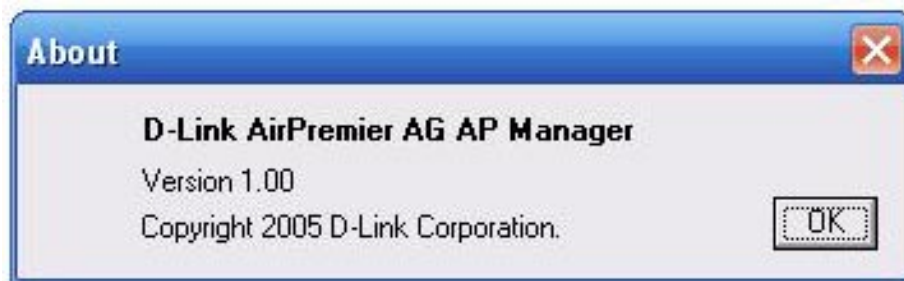 About
D-Link AirPremier AG AP Manager
Version 1.00
Copyright 2005 D-Link Corporation.
OK